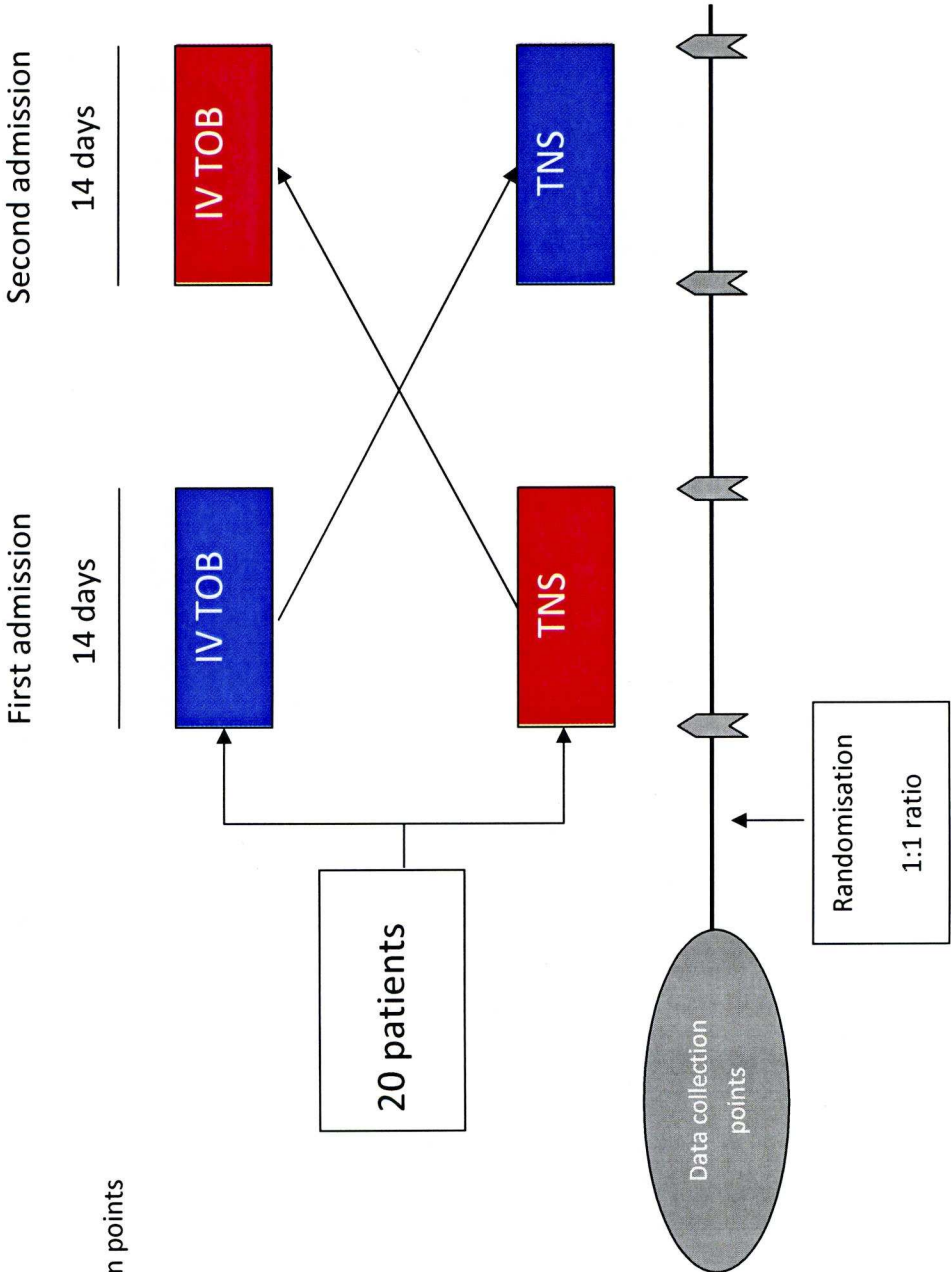 First admission
Second admission
14 days
14 days
IV TOB
IV TOB
20 patients
TNS
TNS
Data collection
points
Randomisation
1:1 ratio
n points